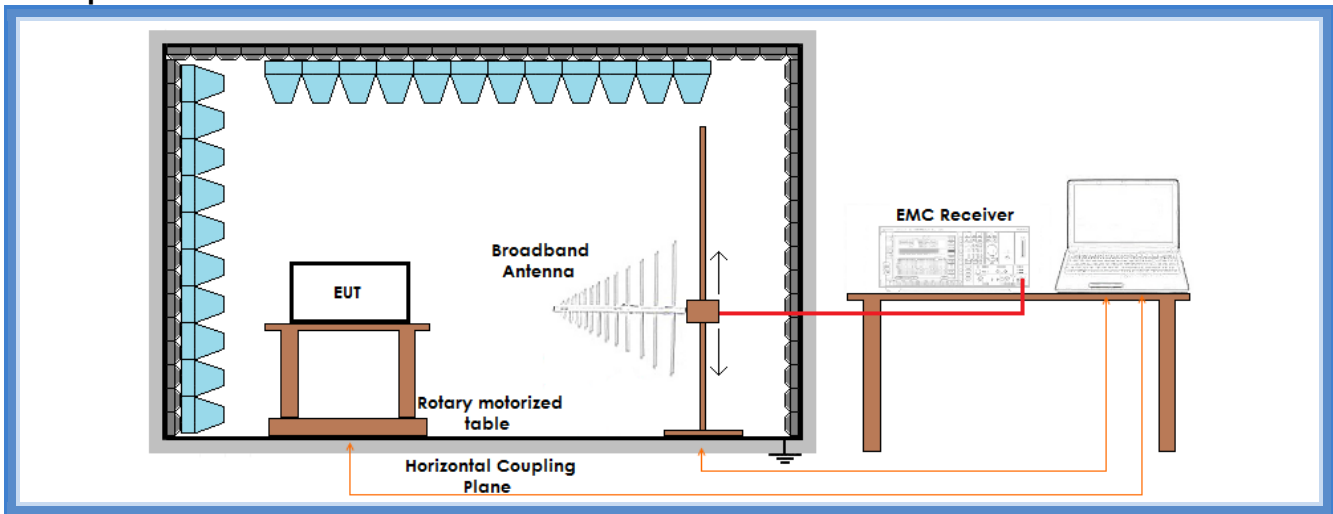 EMC Receiver
Broadband
Antenna
EUT
Rotary motorized
table
Horizontal Coupling
Plane